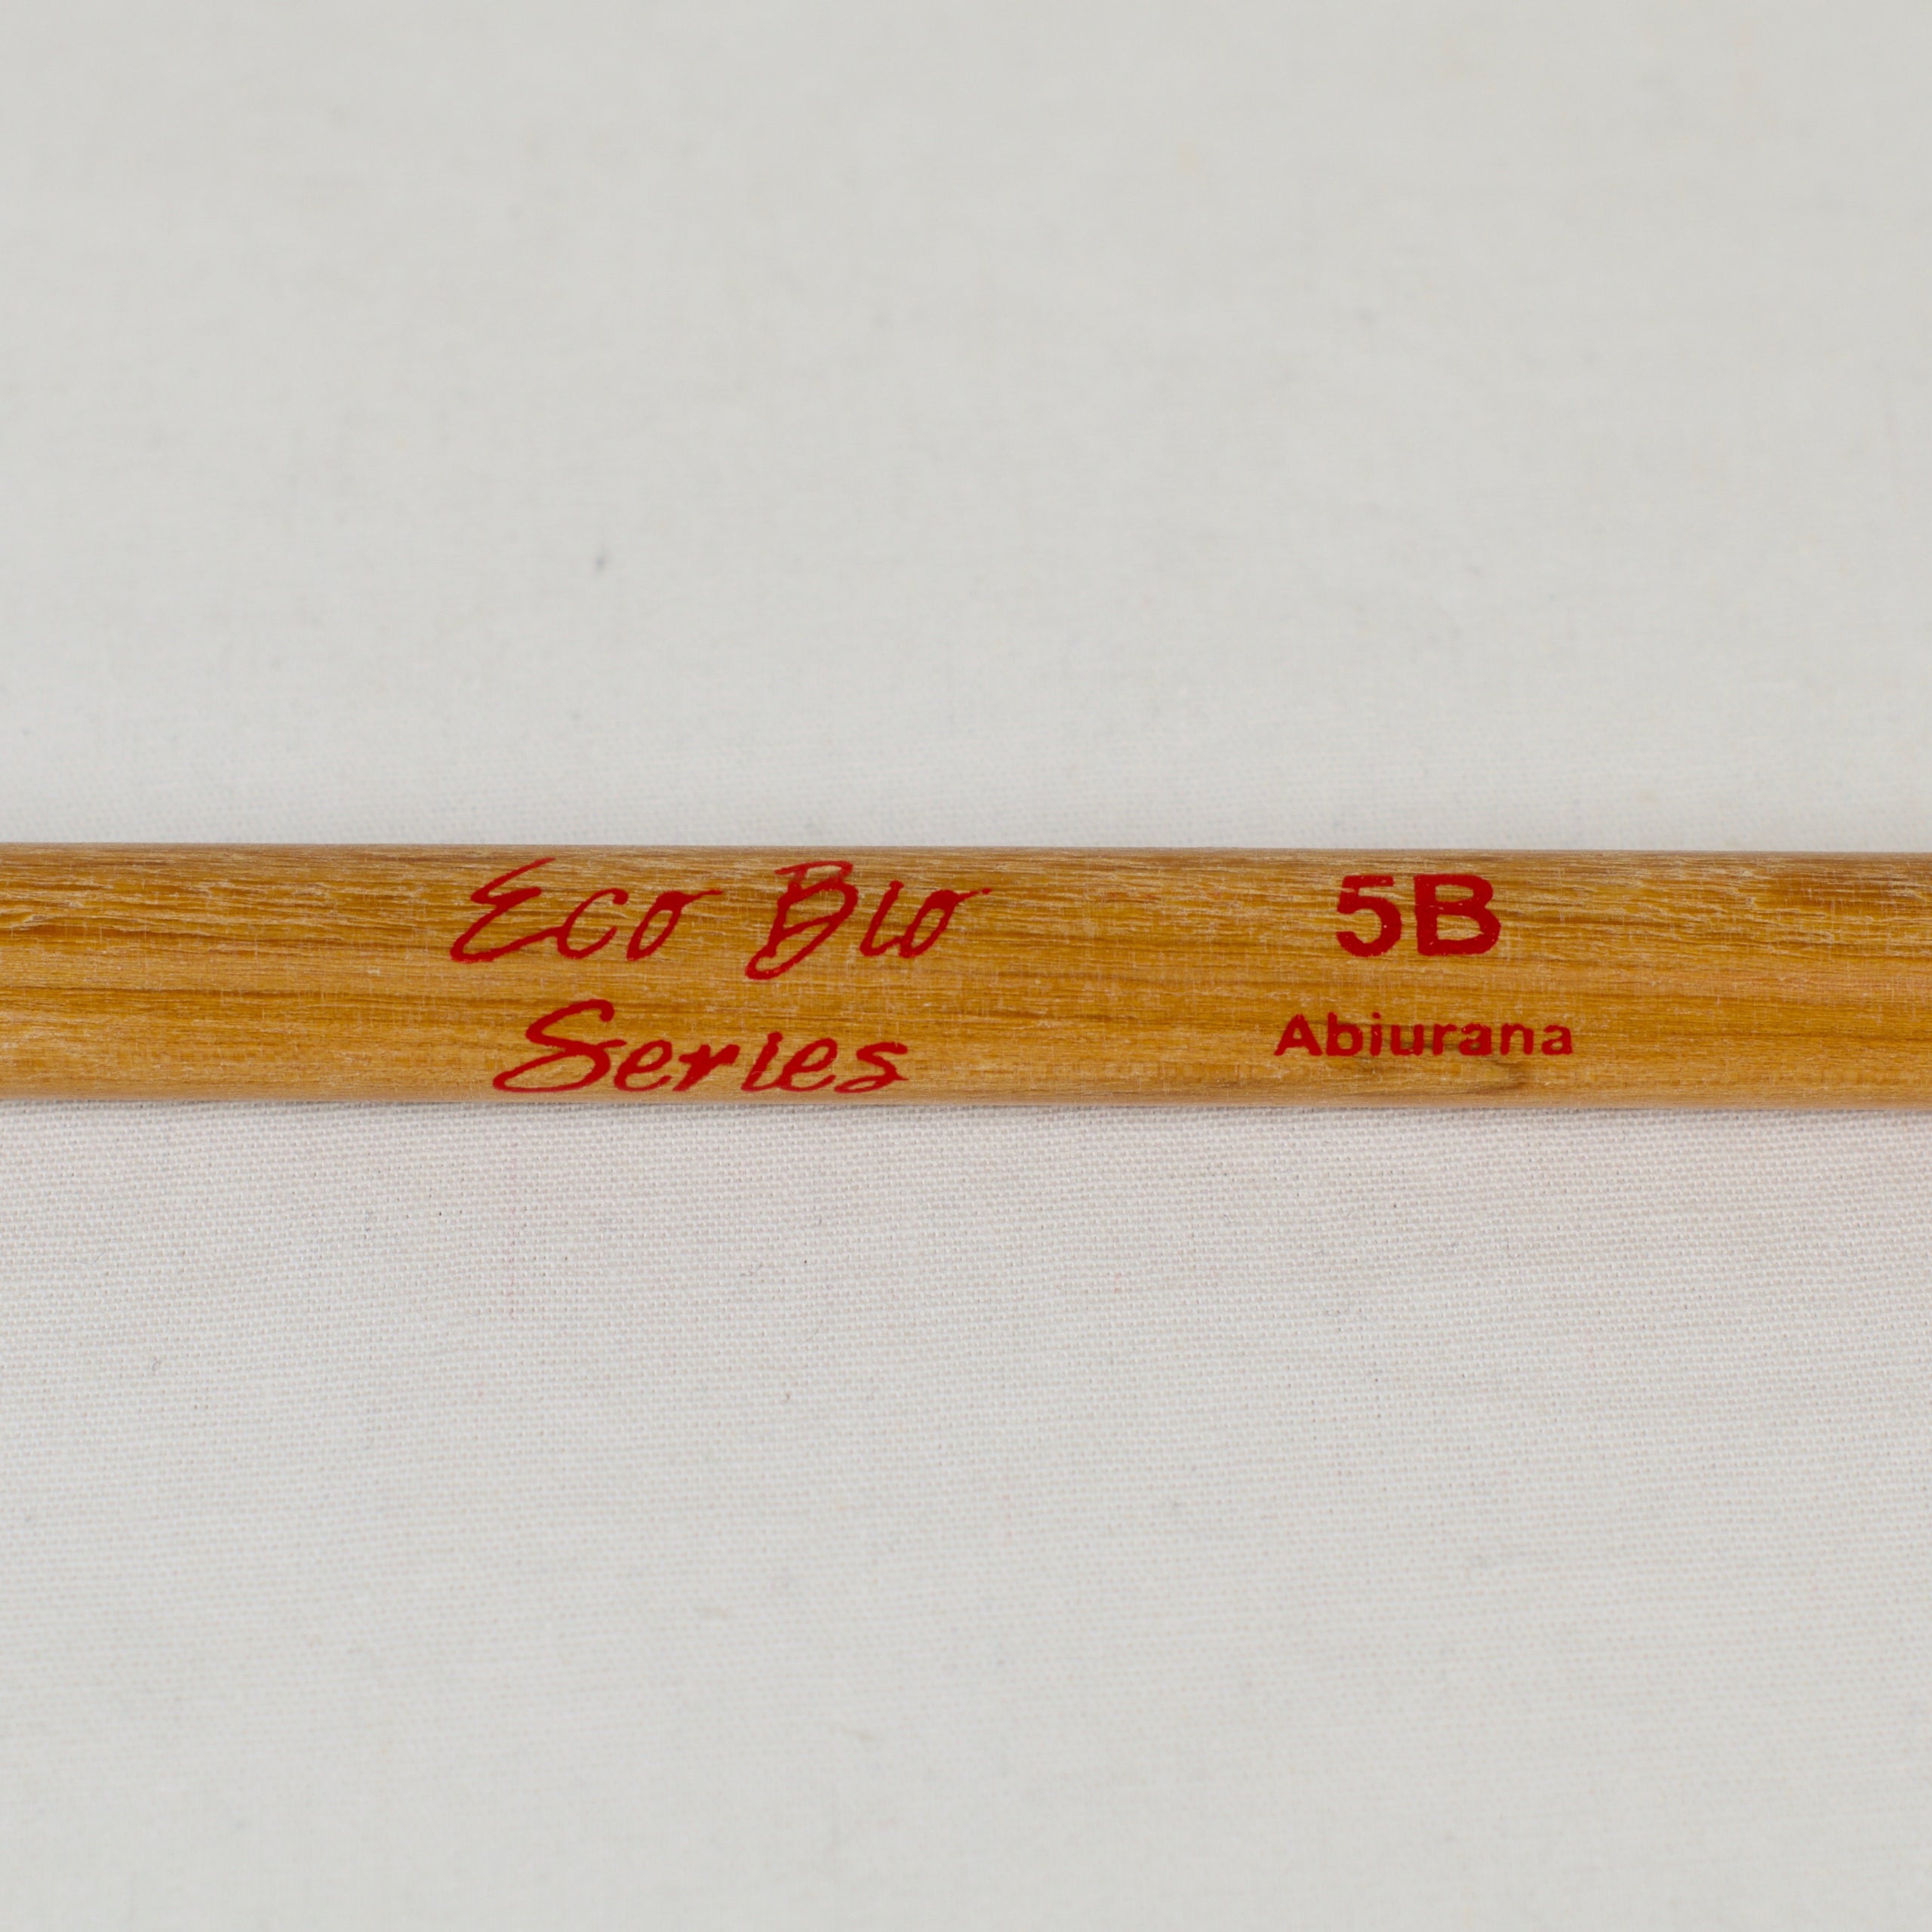 Eco Bio
Series
5B
Abiurana